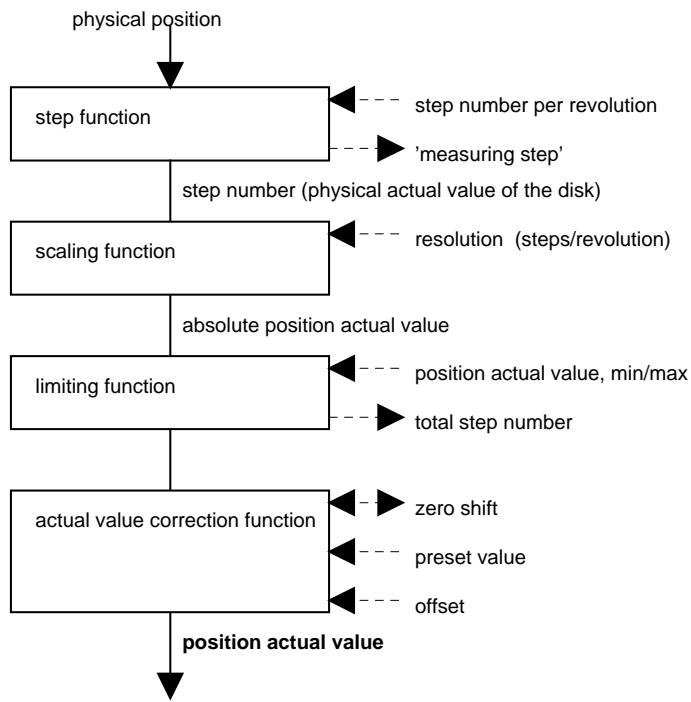 physical position
step function
step number per revolution
’measuring step’
step number (physical actual value of the disk)
scaling function
resolution (steps/revolution)
absolute position actual value
limiting function
position actual value, min/max
total step number
actual value correction function
zero shift
preset value
offset
position actual value